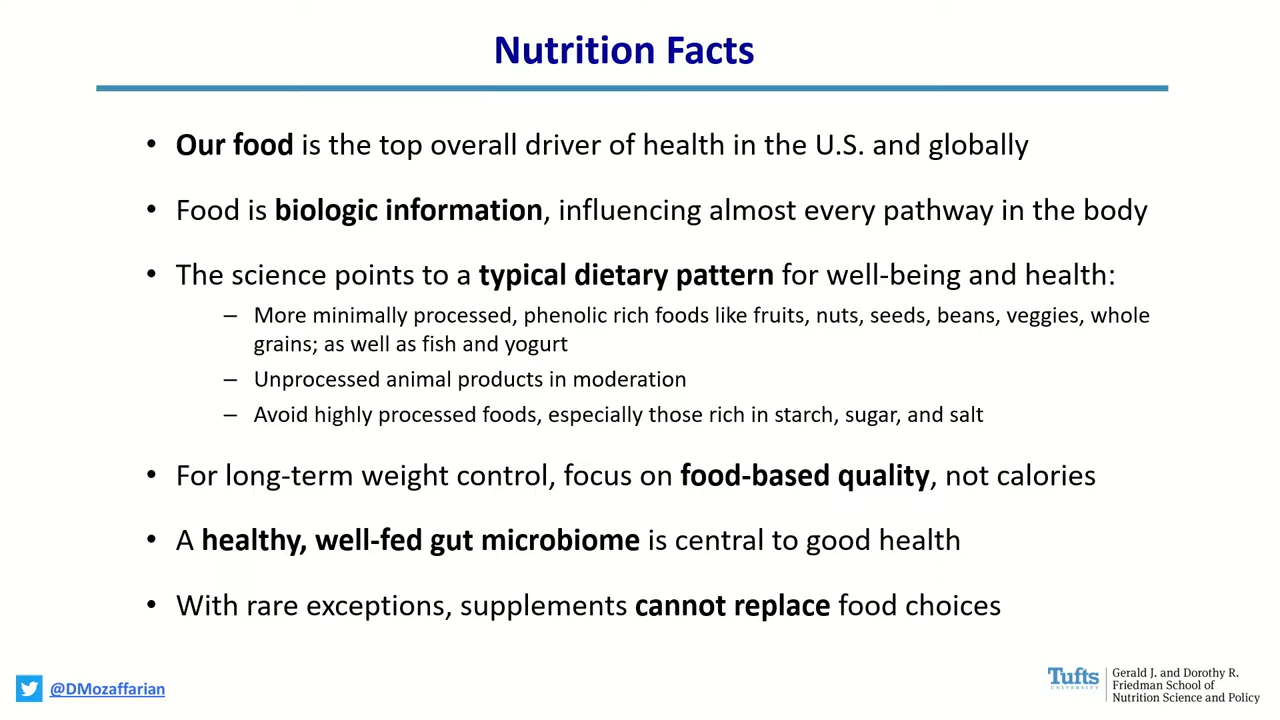 Nutrition Facts
• Our food is the top overall driver of health in the U.S. and globally
• Food is biologic information, influencing almost every pathway in the body
• The science points to a typical dietary pattern for well-being and health:
– More minimally processed, phenolic rich foods like fruits, nuts, seeds, beans, veggies, whole
grains; as well as fish and yogurt
– Unprocessed animal products in moderation
– Avoid highly processed foods, especially those rich in starch, sugar, and salt
• For long-term weight control, focus on food-based quality, not calories
• A healthy, well-fed gut microbiome is central to good health
• With rare exceptions, supplements cannot replace food choices
@DMozaffarian
Tufts
UNIVERSITY
Gerald J. and Dorothy R.
Friedman School of
Nutrition Science and Policy